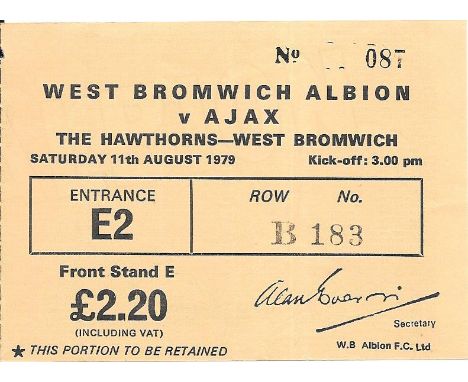 No 087
WEST BROMWICH ALBION
v AJAX
THE HAWTHORNS—WEST BROMWICH
SATURDAY 11th AUGUST 1979 Kick-off: 3.00 pm
ENTRANCE ROW No.
E2 B 183
Front Stand E
£2.20
(INCLUDING VAT)
Secretary
★ THIS PORTION TO BE RETAINED W.B Albion F.C. Ltd